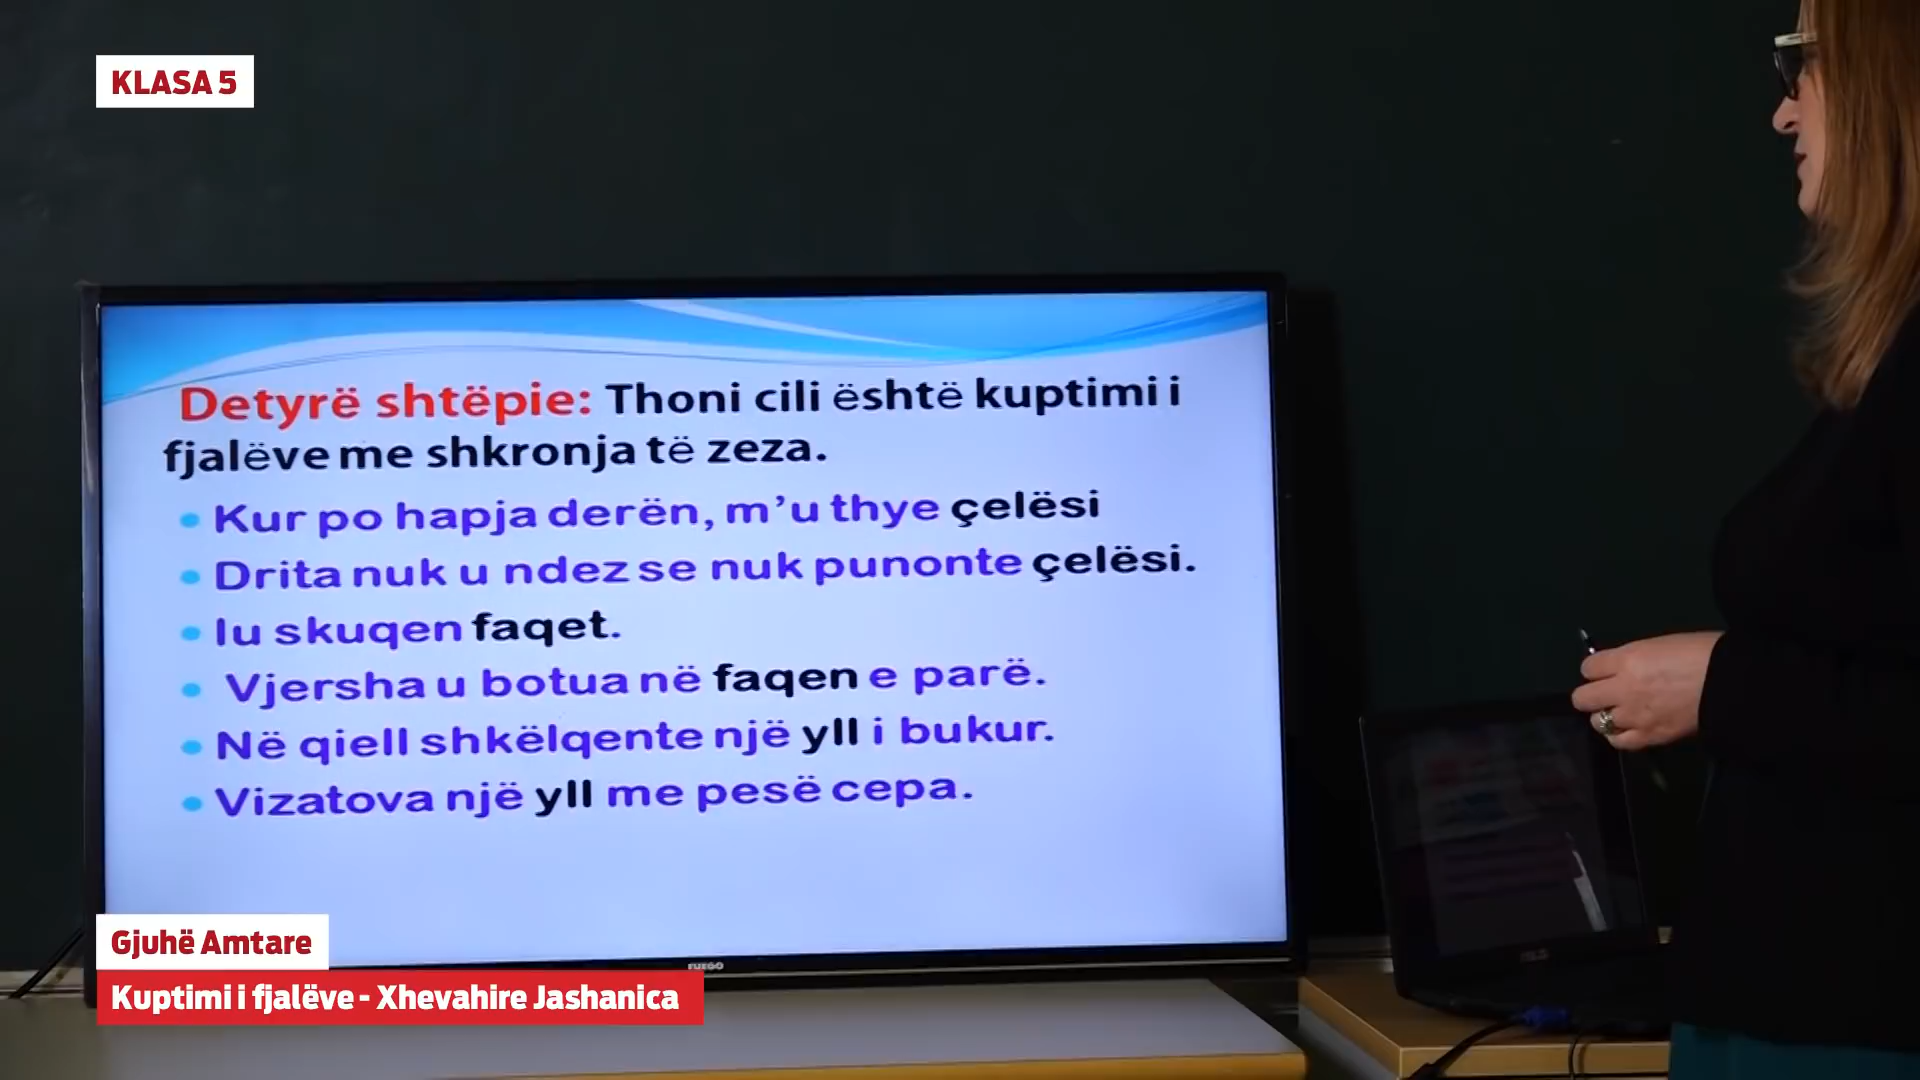 KLASA 5
Detyrë shtëpie: Thoni cili është kuptimi i
fjalëve me shkronja të zeza.
Kur po hapja derën, m'u thye çelësi
Drita nuk u ndez se nuk punonte çelësi.
Iu skuqen faqet.
Vjersha u botua në faqen e parë.
Në qiell shkëlqente një yll i bukur.
Vizatova një yll me pesë cepa.
FUEGO
Gjuhë Amtare
Kuptimi i fjalëve - Xhevahire Jashanica